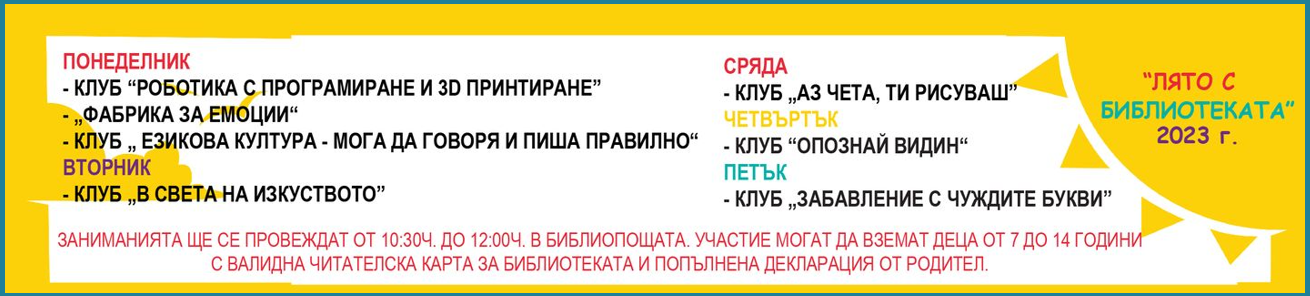 ПОНЕДЕЛНИК
- КЛУБ “РОБОТИКА С ПРОГРАМИРАНЕ И 3D ПРИНТИРАНЕ”
- „ФАБРИКА ЗА ЕМОЦИИ“
- КЛУБ „ ЕЗИКОВА КУЛТУРА - МОГА ДА ГОВОРЯ И ПИША ПРАВИЛНО“
ВТОРНИК
- КЛУБ „В СВЕТА НА ИЗКУСТВОТО”
СРЯДА
- КЛУБ „АЗ ЧЕТА, ТИ РИСУВАШ”
ЧЕТВЪРТЪК
- КЛУБ “ОПОЗНАЙ ВИДИН“
ПЕТЪК
- КЛУБ „ЗАБАВЛЕНИЕ С ЧУЖДИТЕ БУКВИ”
“ЛЯТО С
БИБЛИОТЕКАТА”
2023 г.
ЗАНИМАНИЯТА ЩЕ СЕ ПРОВЕЖДАТ ОТ 10:30Ч. ДО 12:00Ч. В БИБЛИОПОЩАТА. УЧАСТИЕ МОГАТ ДА ВЗЕМАТ ДЕЦА ОТ 7 ДО 14 ГОДИНИ
С ВАЛИДНА ЧИТАТЕЛСКА КАРТА ЗА БИБЛИОТЕКАТА И ПОПЪЛНЕНА ДЕКЛАРАЦИЯ ОТ РОДИТЕЛ.